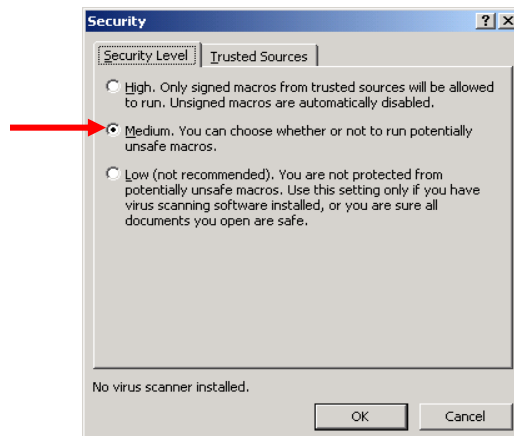 Security
Security Level
Trusted Sources
High. Only signed macros from trusted sources will be allowed
to run. Unsigned macros are automatically disabled.
Medium. You can choose whether or not to run potentially
unsafe macros.
Low (not recommended). You are not protected from
potentially unsafe macros. Use this setting only if you have
virus scanning software installed, or you are sure all
documents you open are safe.
No virus scanner installed.
OK
Cancel